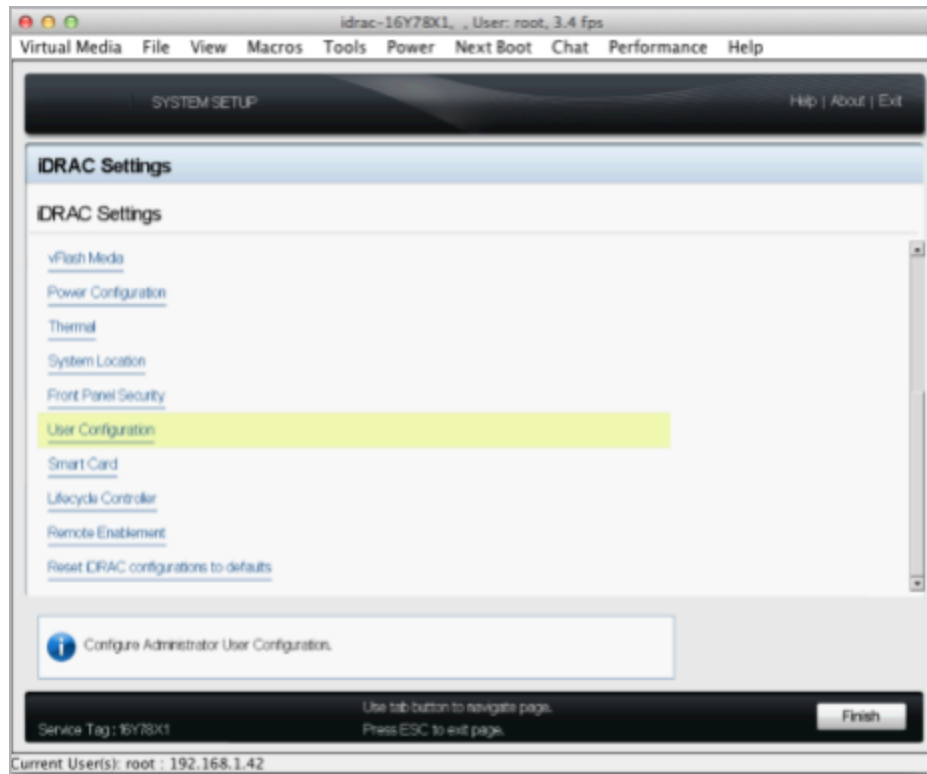 idrac-16Y78X1, , User: root, 3.4 fps
Virtual Media File View Macros Tools Power Next Boot Chat Performance Help
SYSTEM SETUP
Help | About | Exit
iDRAC Settings
iDRAC Settings
vFlash Media
Power Configuration
Thermal
System Location
Front Panel Security
User Configuration
Smart Card
Lifecycle Controller
Remote Enablement
Reset iDRAC configurations to defaults
Configure Administrator User Configuration.
Use tab button to navigate page.
Service Tag : 16Y78X1
Press ESC to exit page.
Finish
Current User(s): root : 192.168.1.42